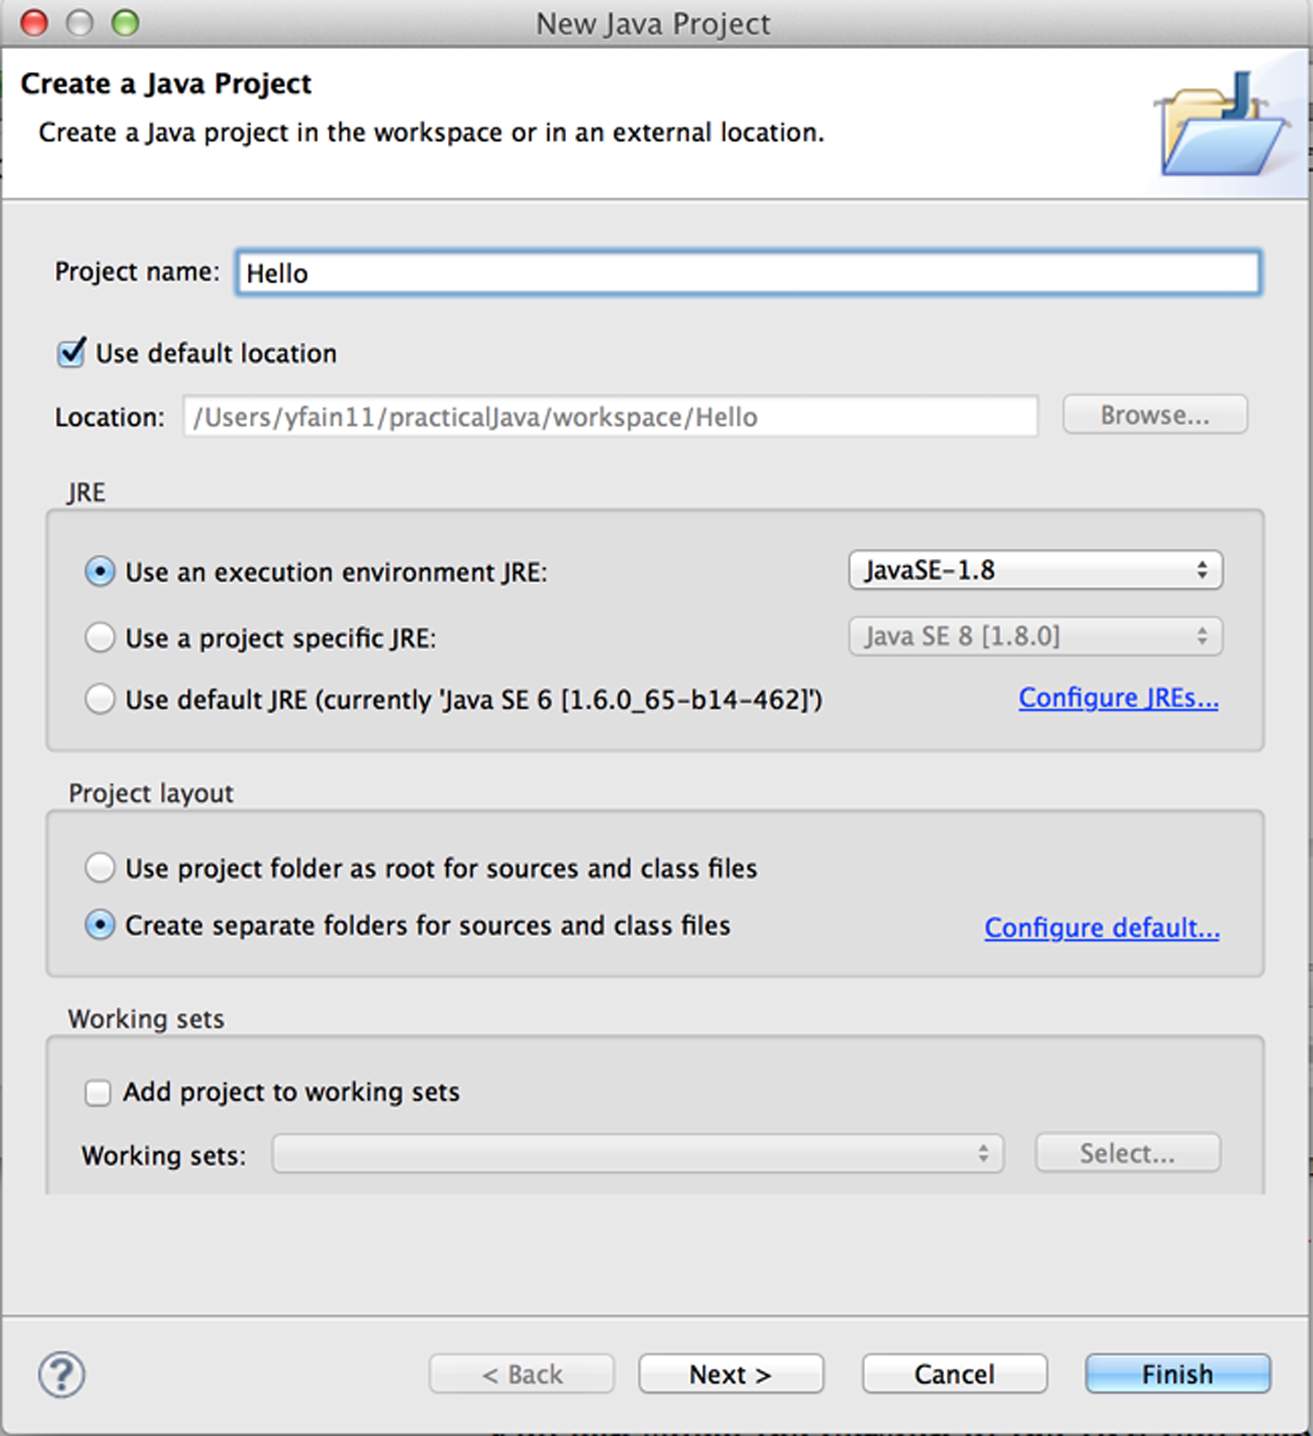 New Java Project
Create a Java Project
Create a Java project in the workspace or in an external location.
Project name: Hello
Use default location
Location: /Users/yfain11/practicalJava/workspace/Hello Browse...
JRE
Use an execution environment JRE: JavaSE-1.8
Use a project specific JRE: Java SE 8 [1.8.0]
Use default JRE (currently 'Java SE 6 [1.6.0_65-b14-462]') Configure JREs...
Project layout
Use project folder as root for sources and class files
Create separate folders for sources and class files Configure default...
Working sets
Add project to working sets
Working sets: Select...
? < Back Next > Cancel Finish